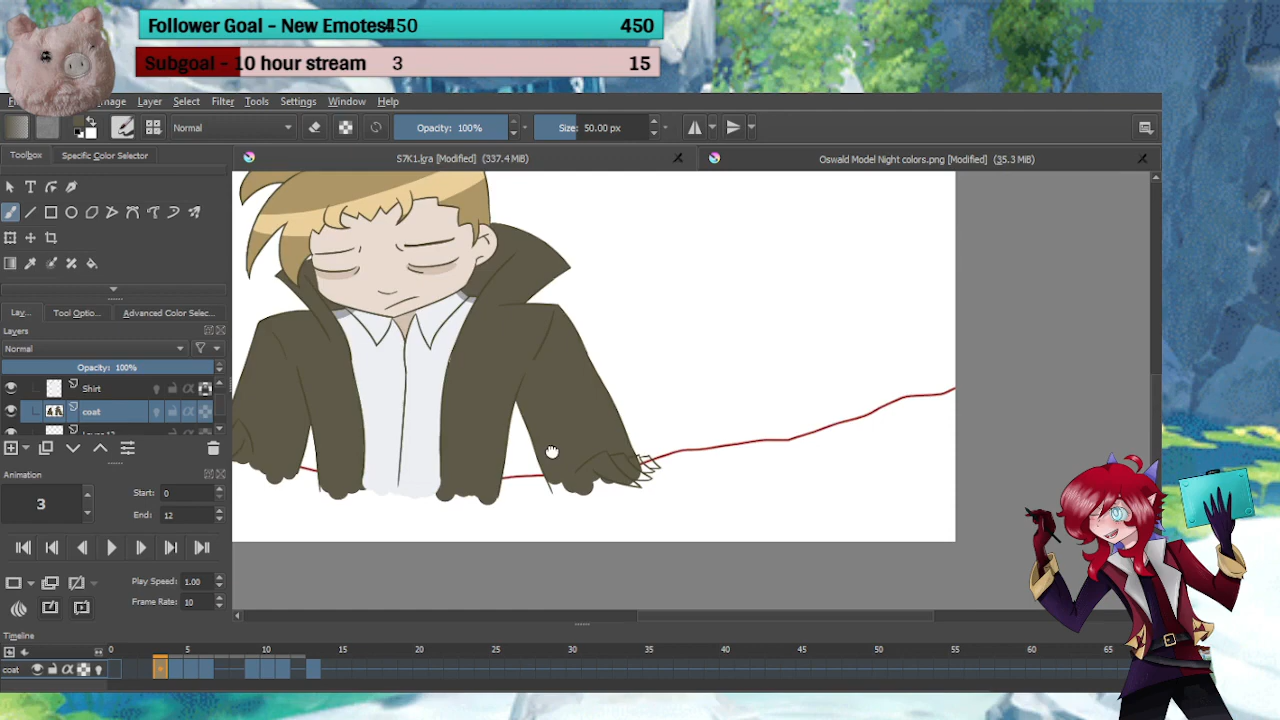 Follower Goal - New Emotes! 450 450
Subgoal - 10 hour stream 3 15
Image Layer Select Filter Tools Settings Window Help
Normal Opacity: 100% Size: 50.00 px
Toolbox Specific Color Selector S7K1.kra [Modified] (337.4 MiB) Oswald Model Night colors.png [Modified] (35.3 MiB)
Lay... Tool Optio... Advanced Color Selec...
Layers
Normal
Opacity: 100%
Shirt
coat
Animation
3 Start: 0
End: 12
Play Speed: 1.00
Frame Rate: 10
Timeline
5 10 15 20 25 30 35 40 45 50 55 60 65
coat